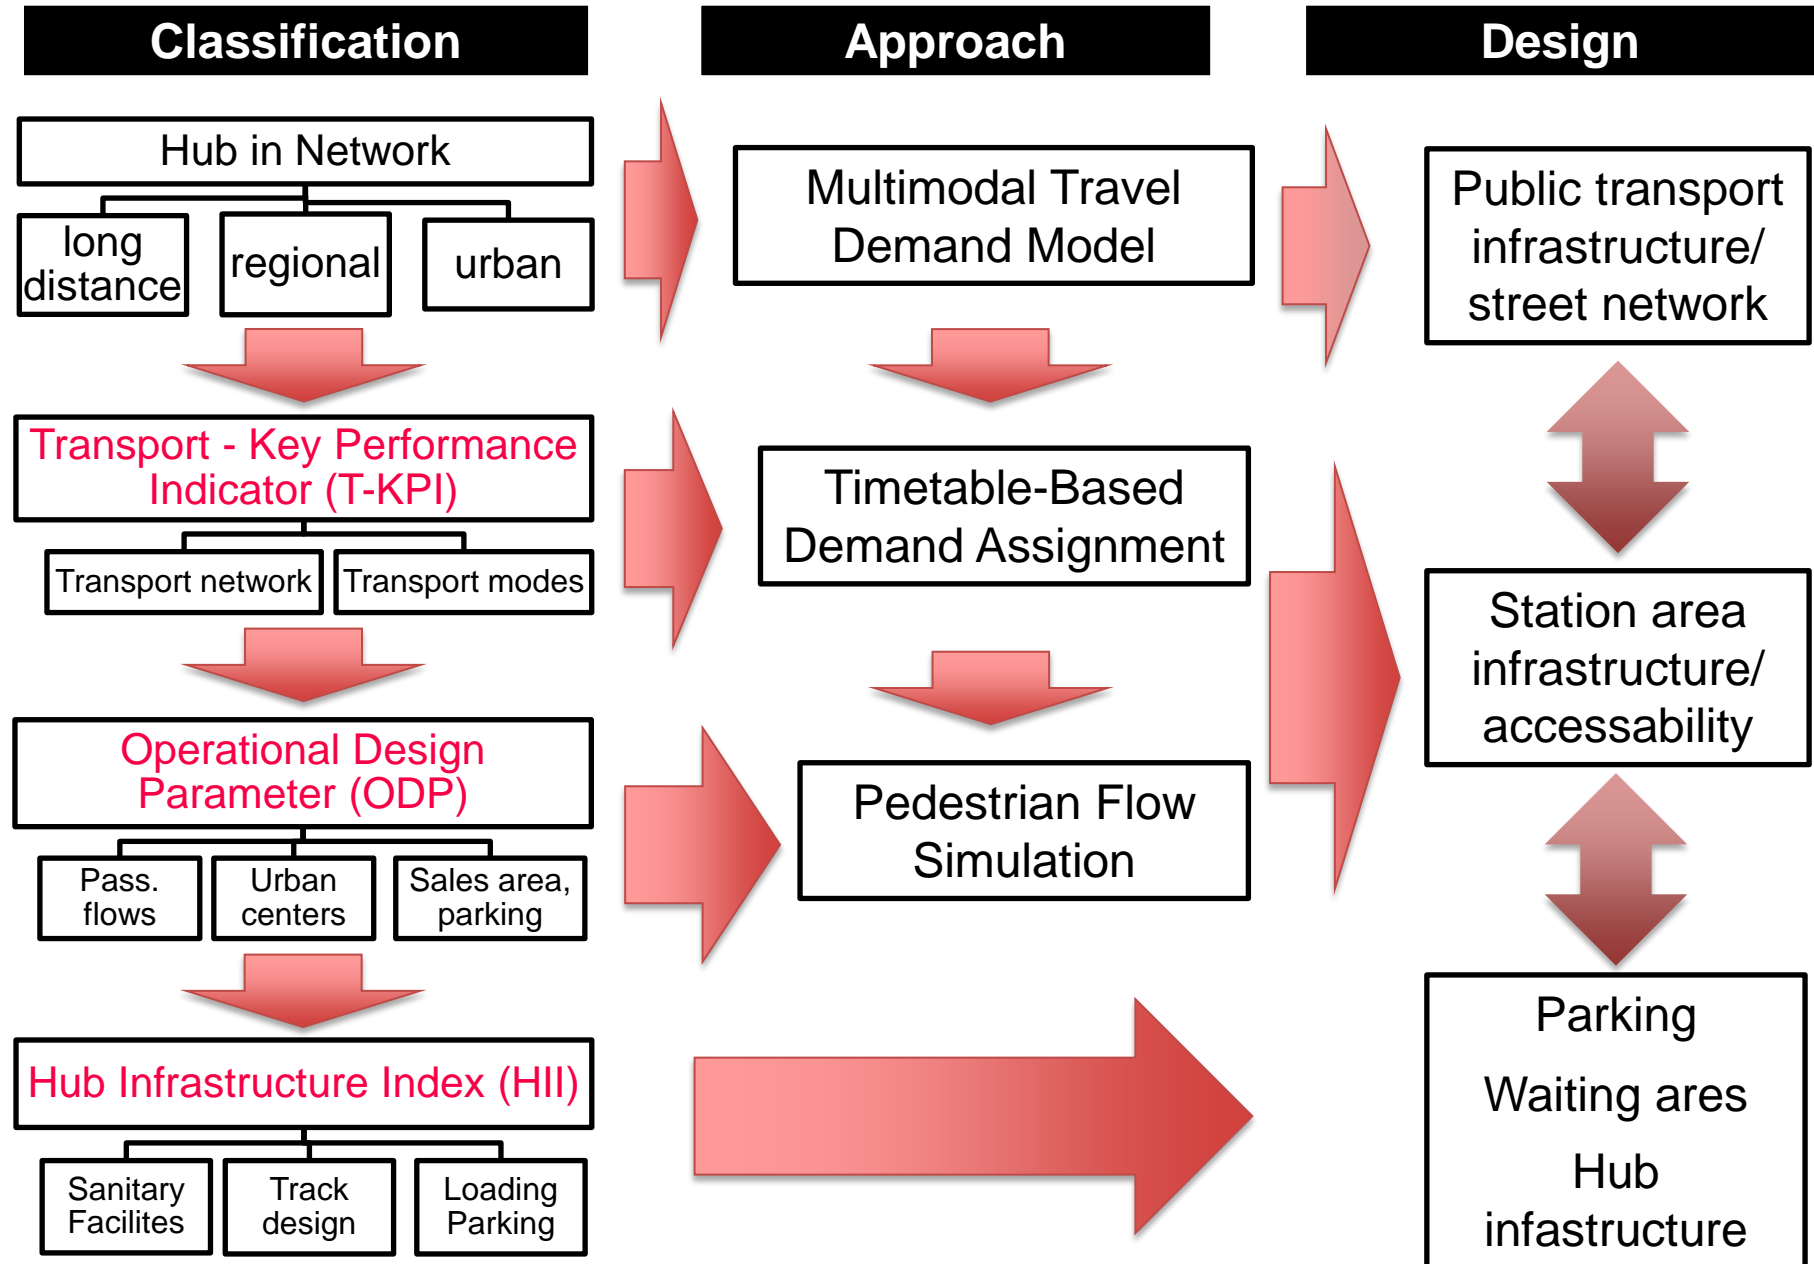 Classification
Approach
Design
Hub in Network
long
distance
regional
urban
Multimodal Travel
Demand Model
Public transport
infrastructure/
street network
Transport - Key Performance
Indicator (T-KPI)
Transport network
Transport modes
Timetable-Based
Demand Assignment
Station area
infrastructure/
accessability
Operational Design
Parameter (ODP)
Pass.
flows
Urban
centers
Sales area,
parking
Pedestrian Flow
Simulation
Hub Infrastructure Index (HII)
Sanitary
Facilites
Track
design
Loading
Parking
Parking
Waiting ares
Hub
infastructure